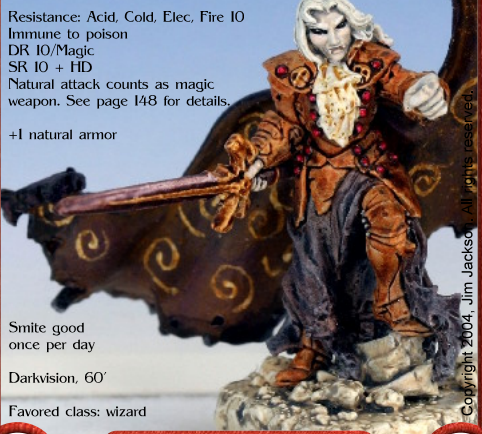 Resistance: Acid, Cold, Elec, Fire 10
Immune to poison
DR 10/Magic
SR 10 + HD
Natural attack counts as magic
weapon. See page 148 for details.
+1 natural armor
Smite good
once per day
Darkvision, 60'
Favored class: wizard
Copyright 2004, Jim Jackson, All rights reserved.